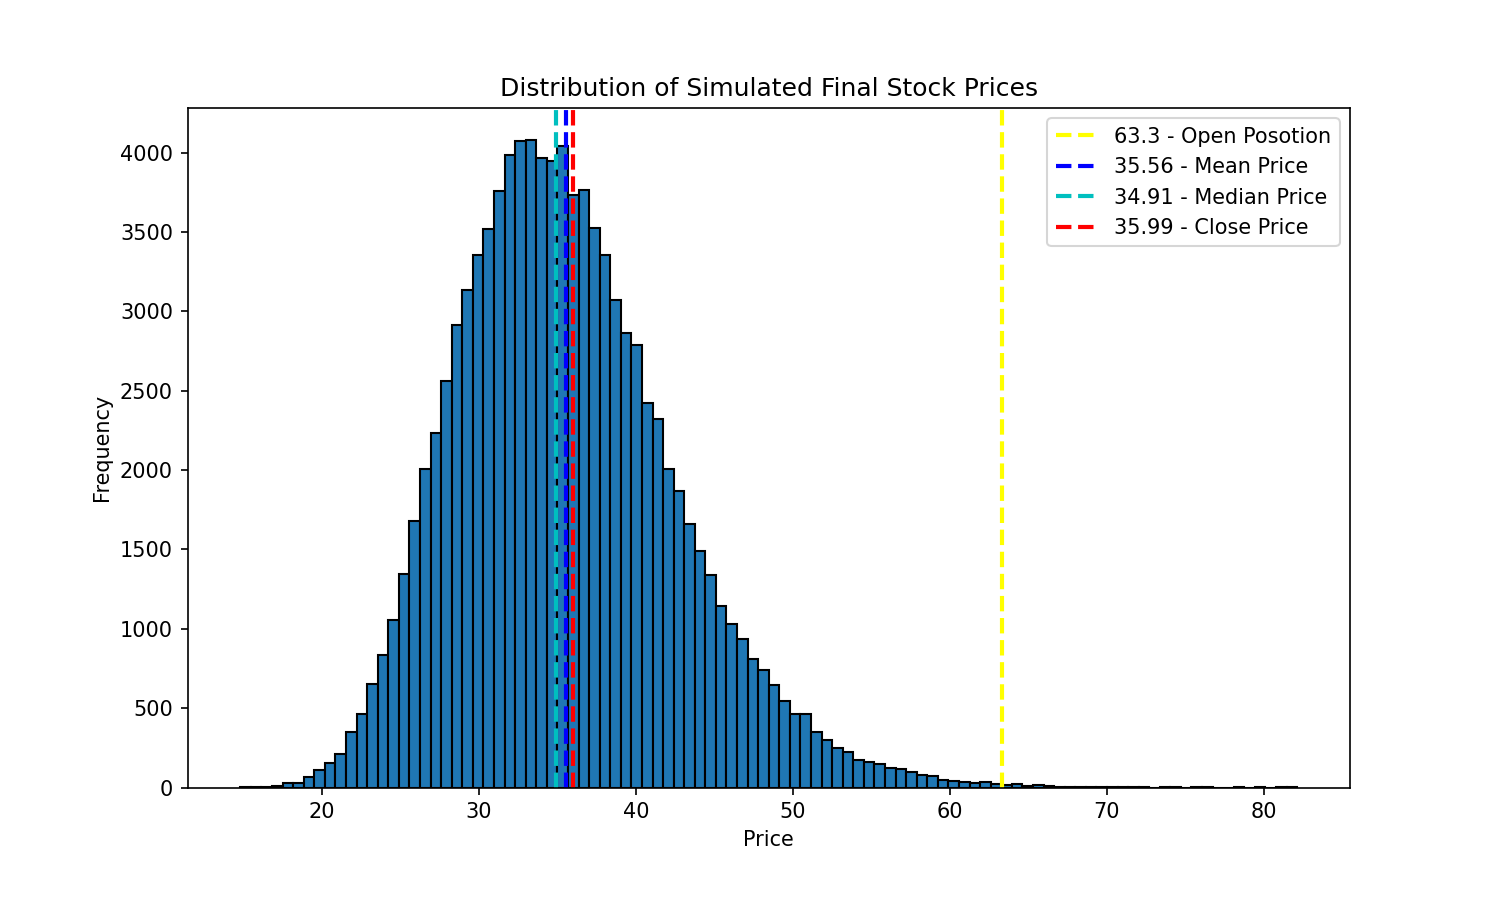 Distribution of Simulated Final Stock Prices
63.3 - Open Posotion
35.56 - Mean Price
34.91 - Median Price
35.99 - Close Price
Frequency
4000
3500
3000
2500
2000
1500
1000
500
0
20 30 40 50 60 70 80
Price